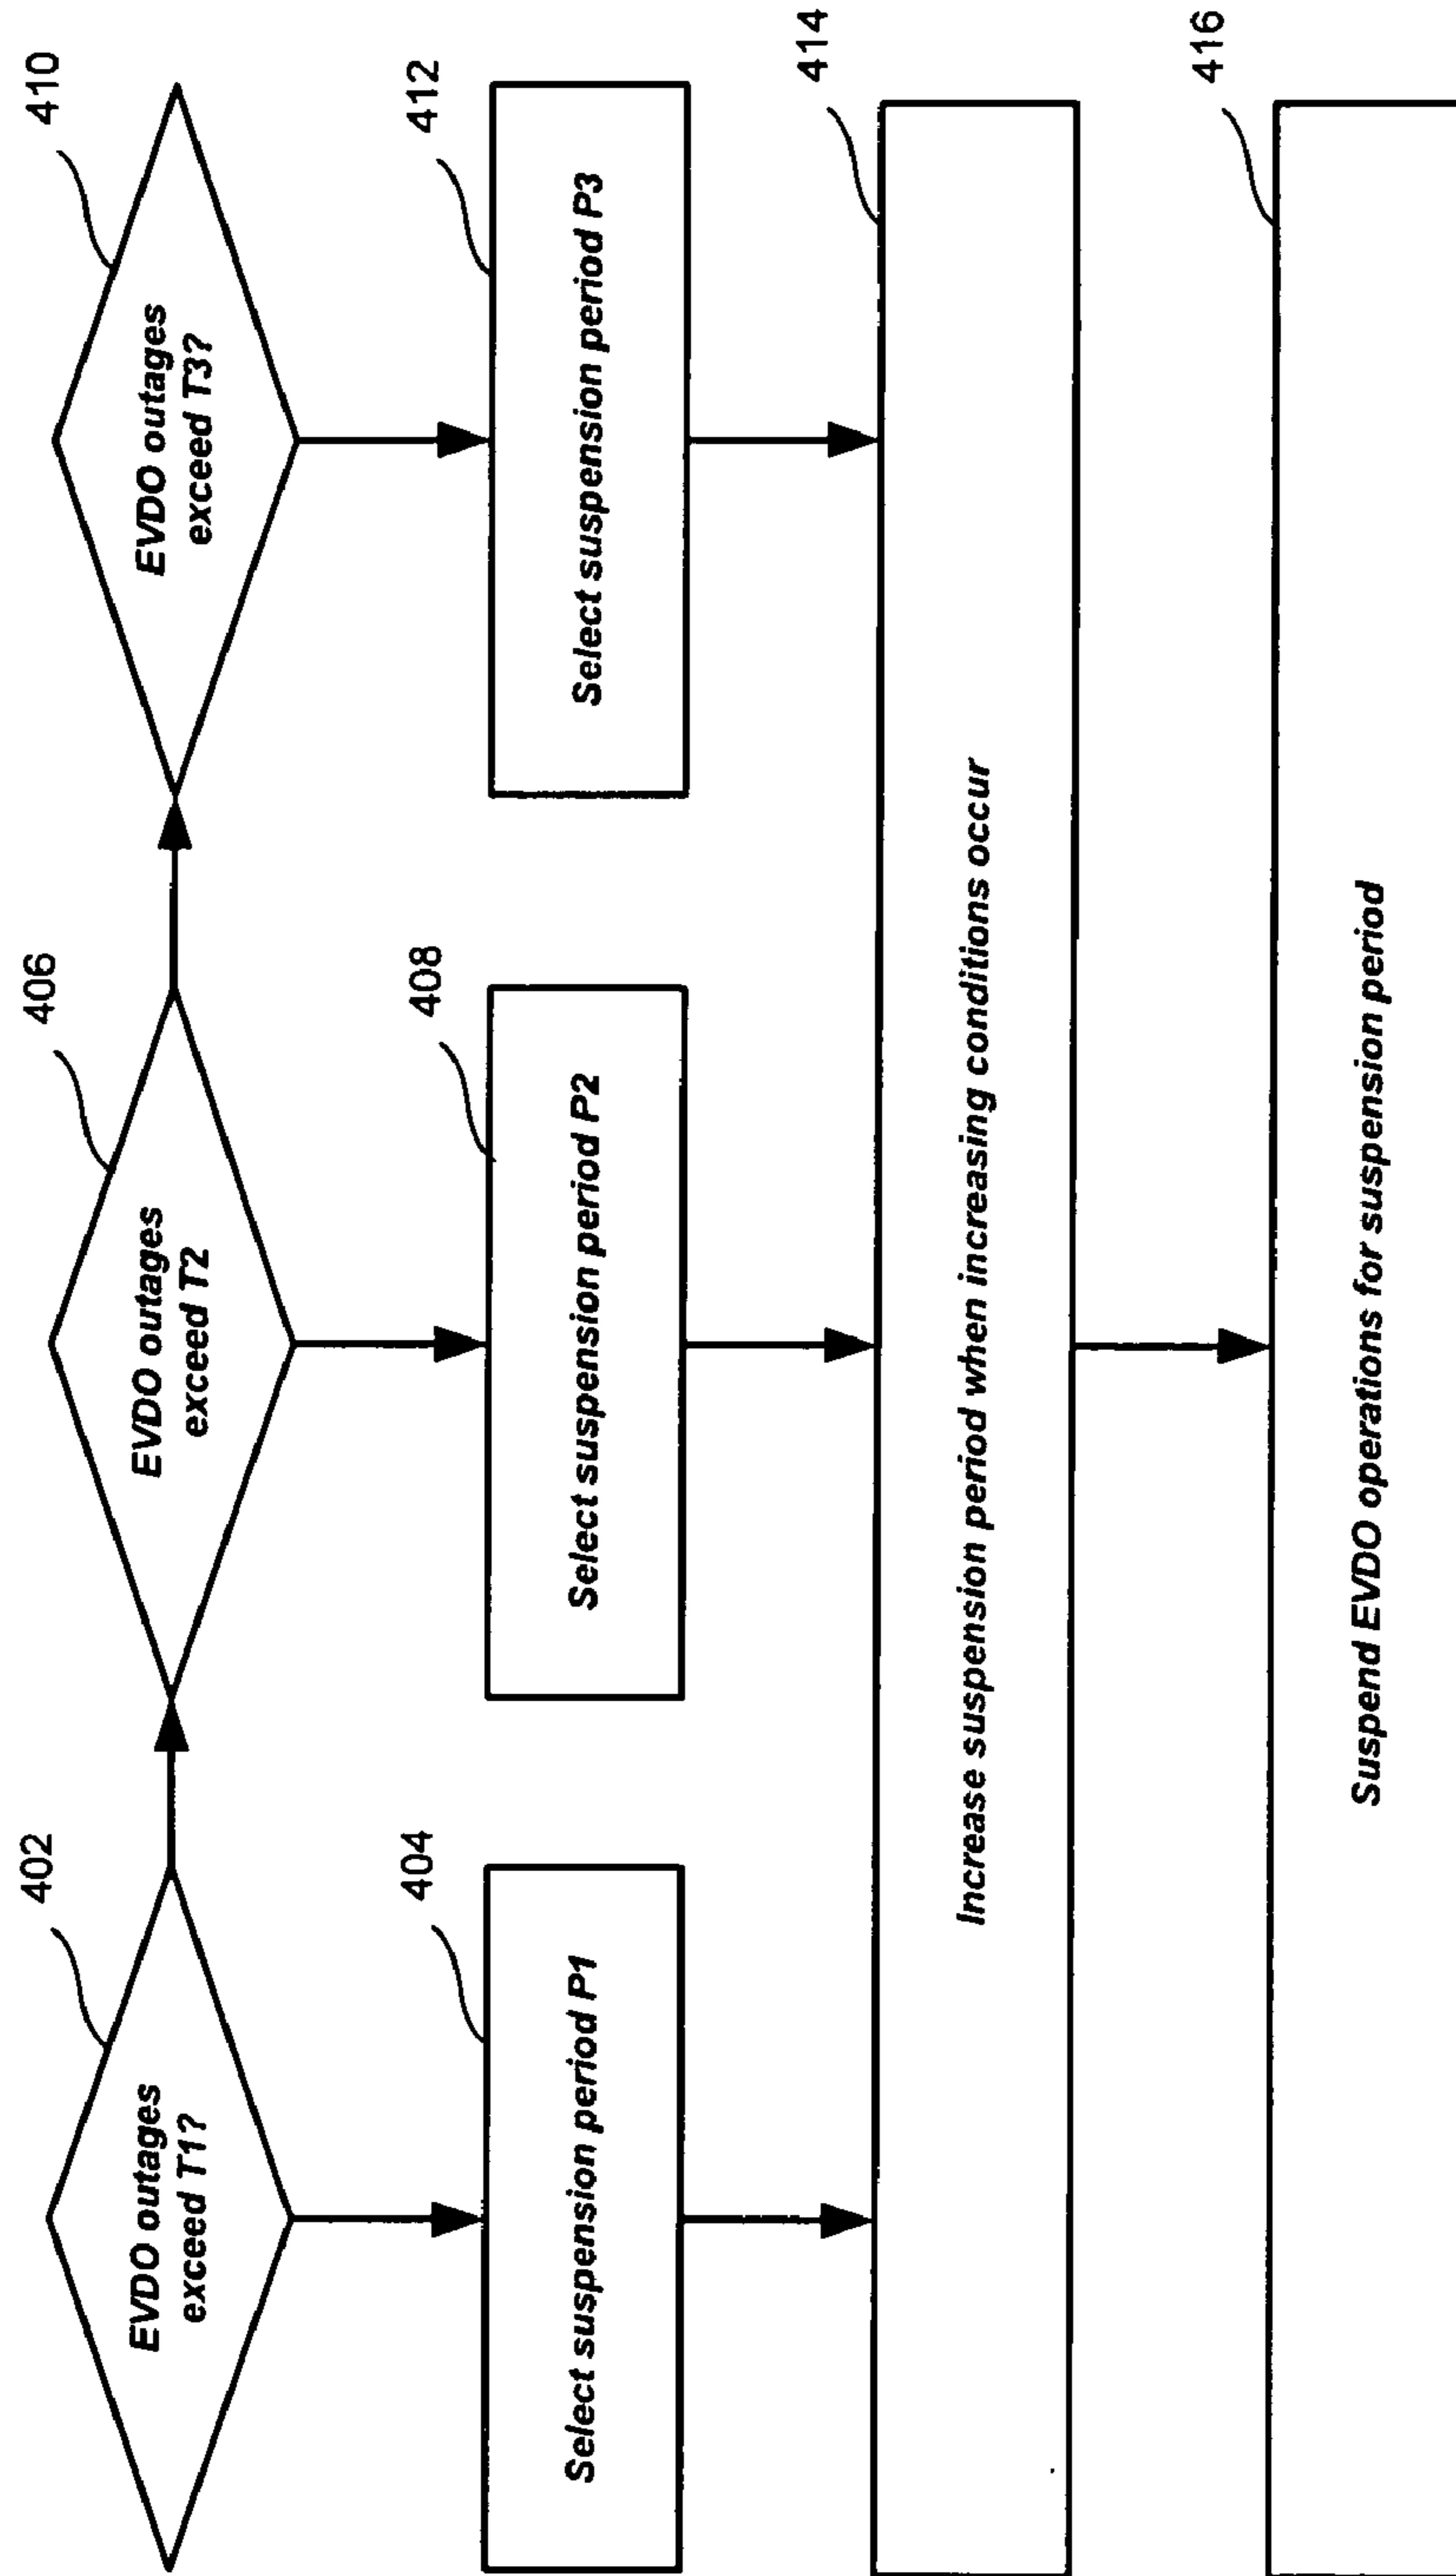 402
EVDO outages
exceed T1?
406
EVDO outages
exceed T2
410
EVDO outages
exceed T3?
404
Select suspension period P1
408
Select suspension period P2
412
Select suspension period P3
414
Increase suspension period when increasing conditions occur
416
Suspend EVDO operations for suspension period